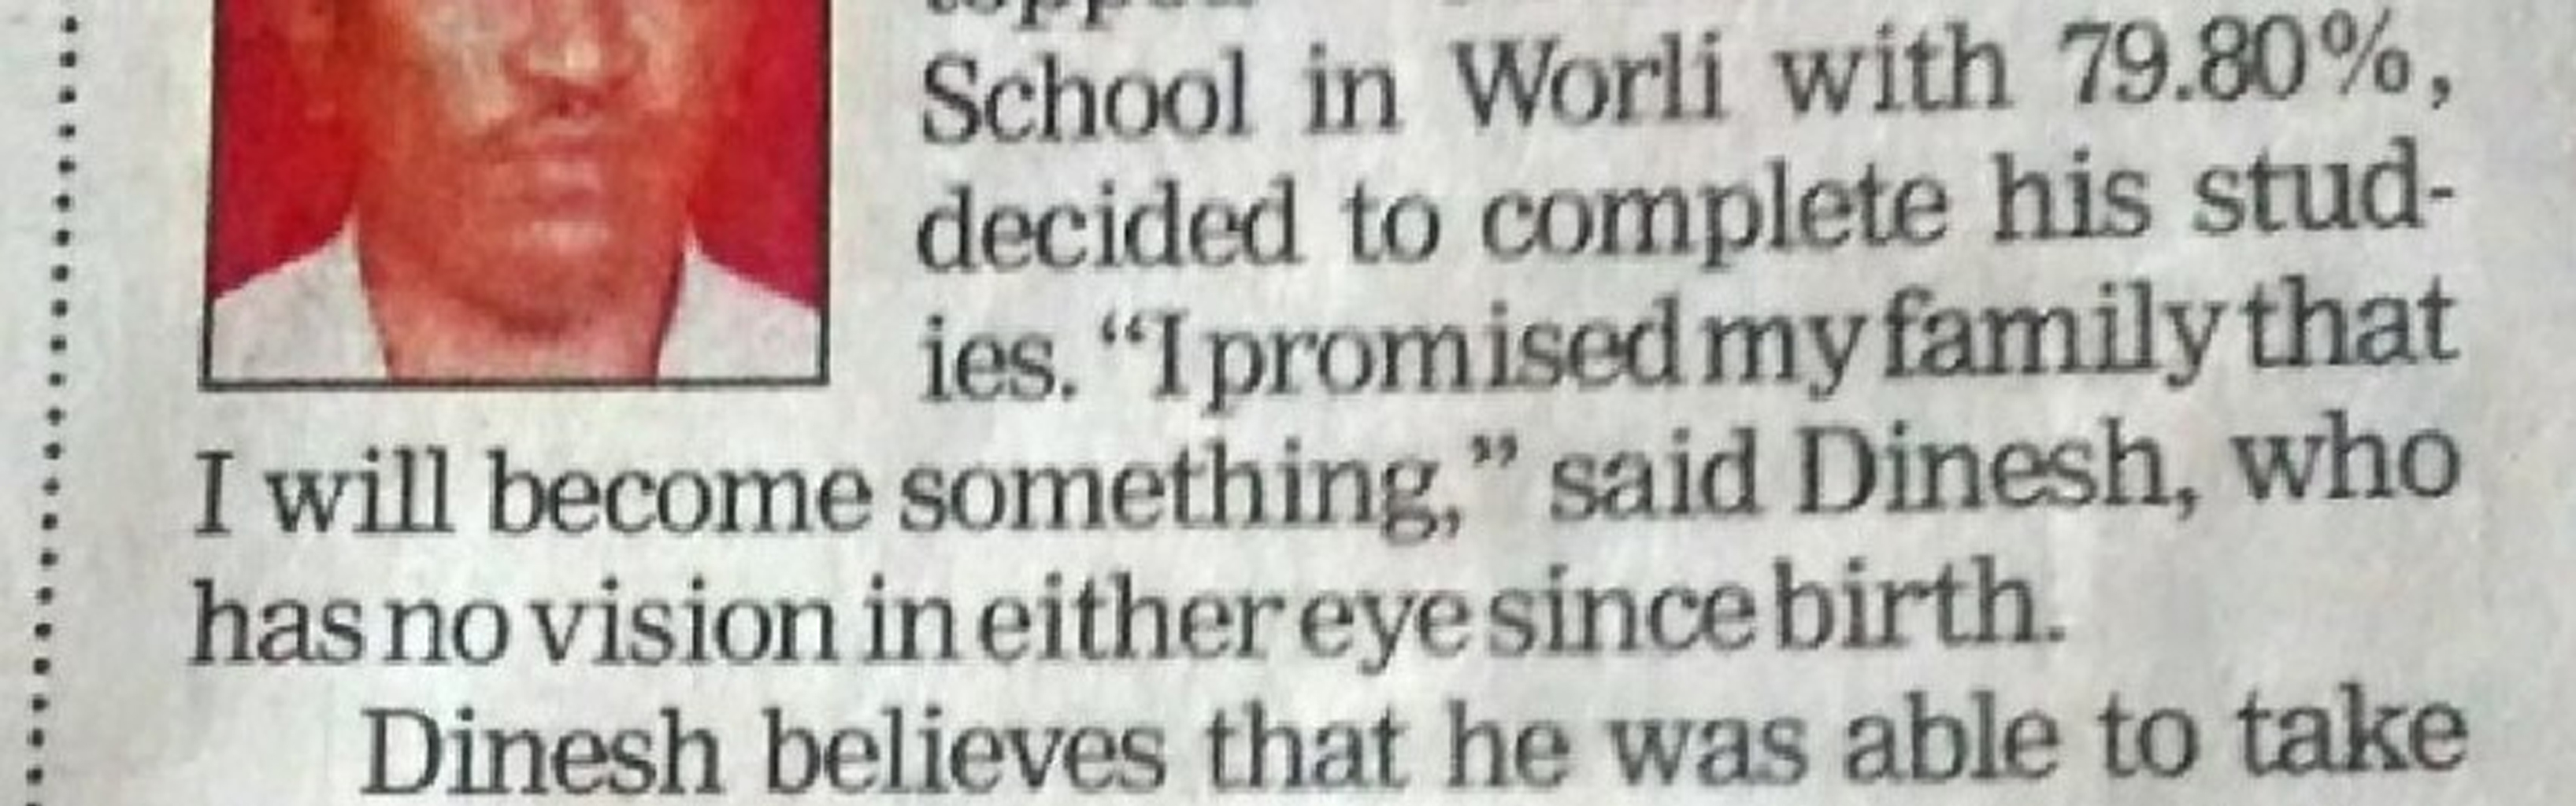 School in Worli with 79.80%,
decided to complete his stud-
ies. “I promised my family that
I will become something,” said Dinesh, who
has no vision in either eye since birth.
Dinesh believes that he was able to take